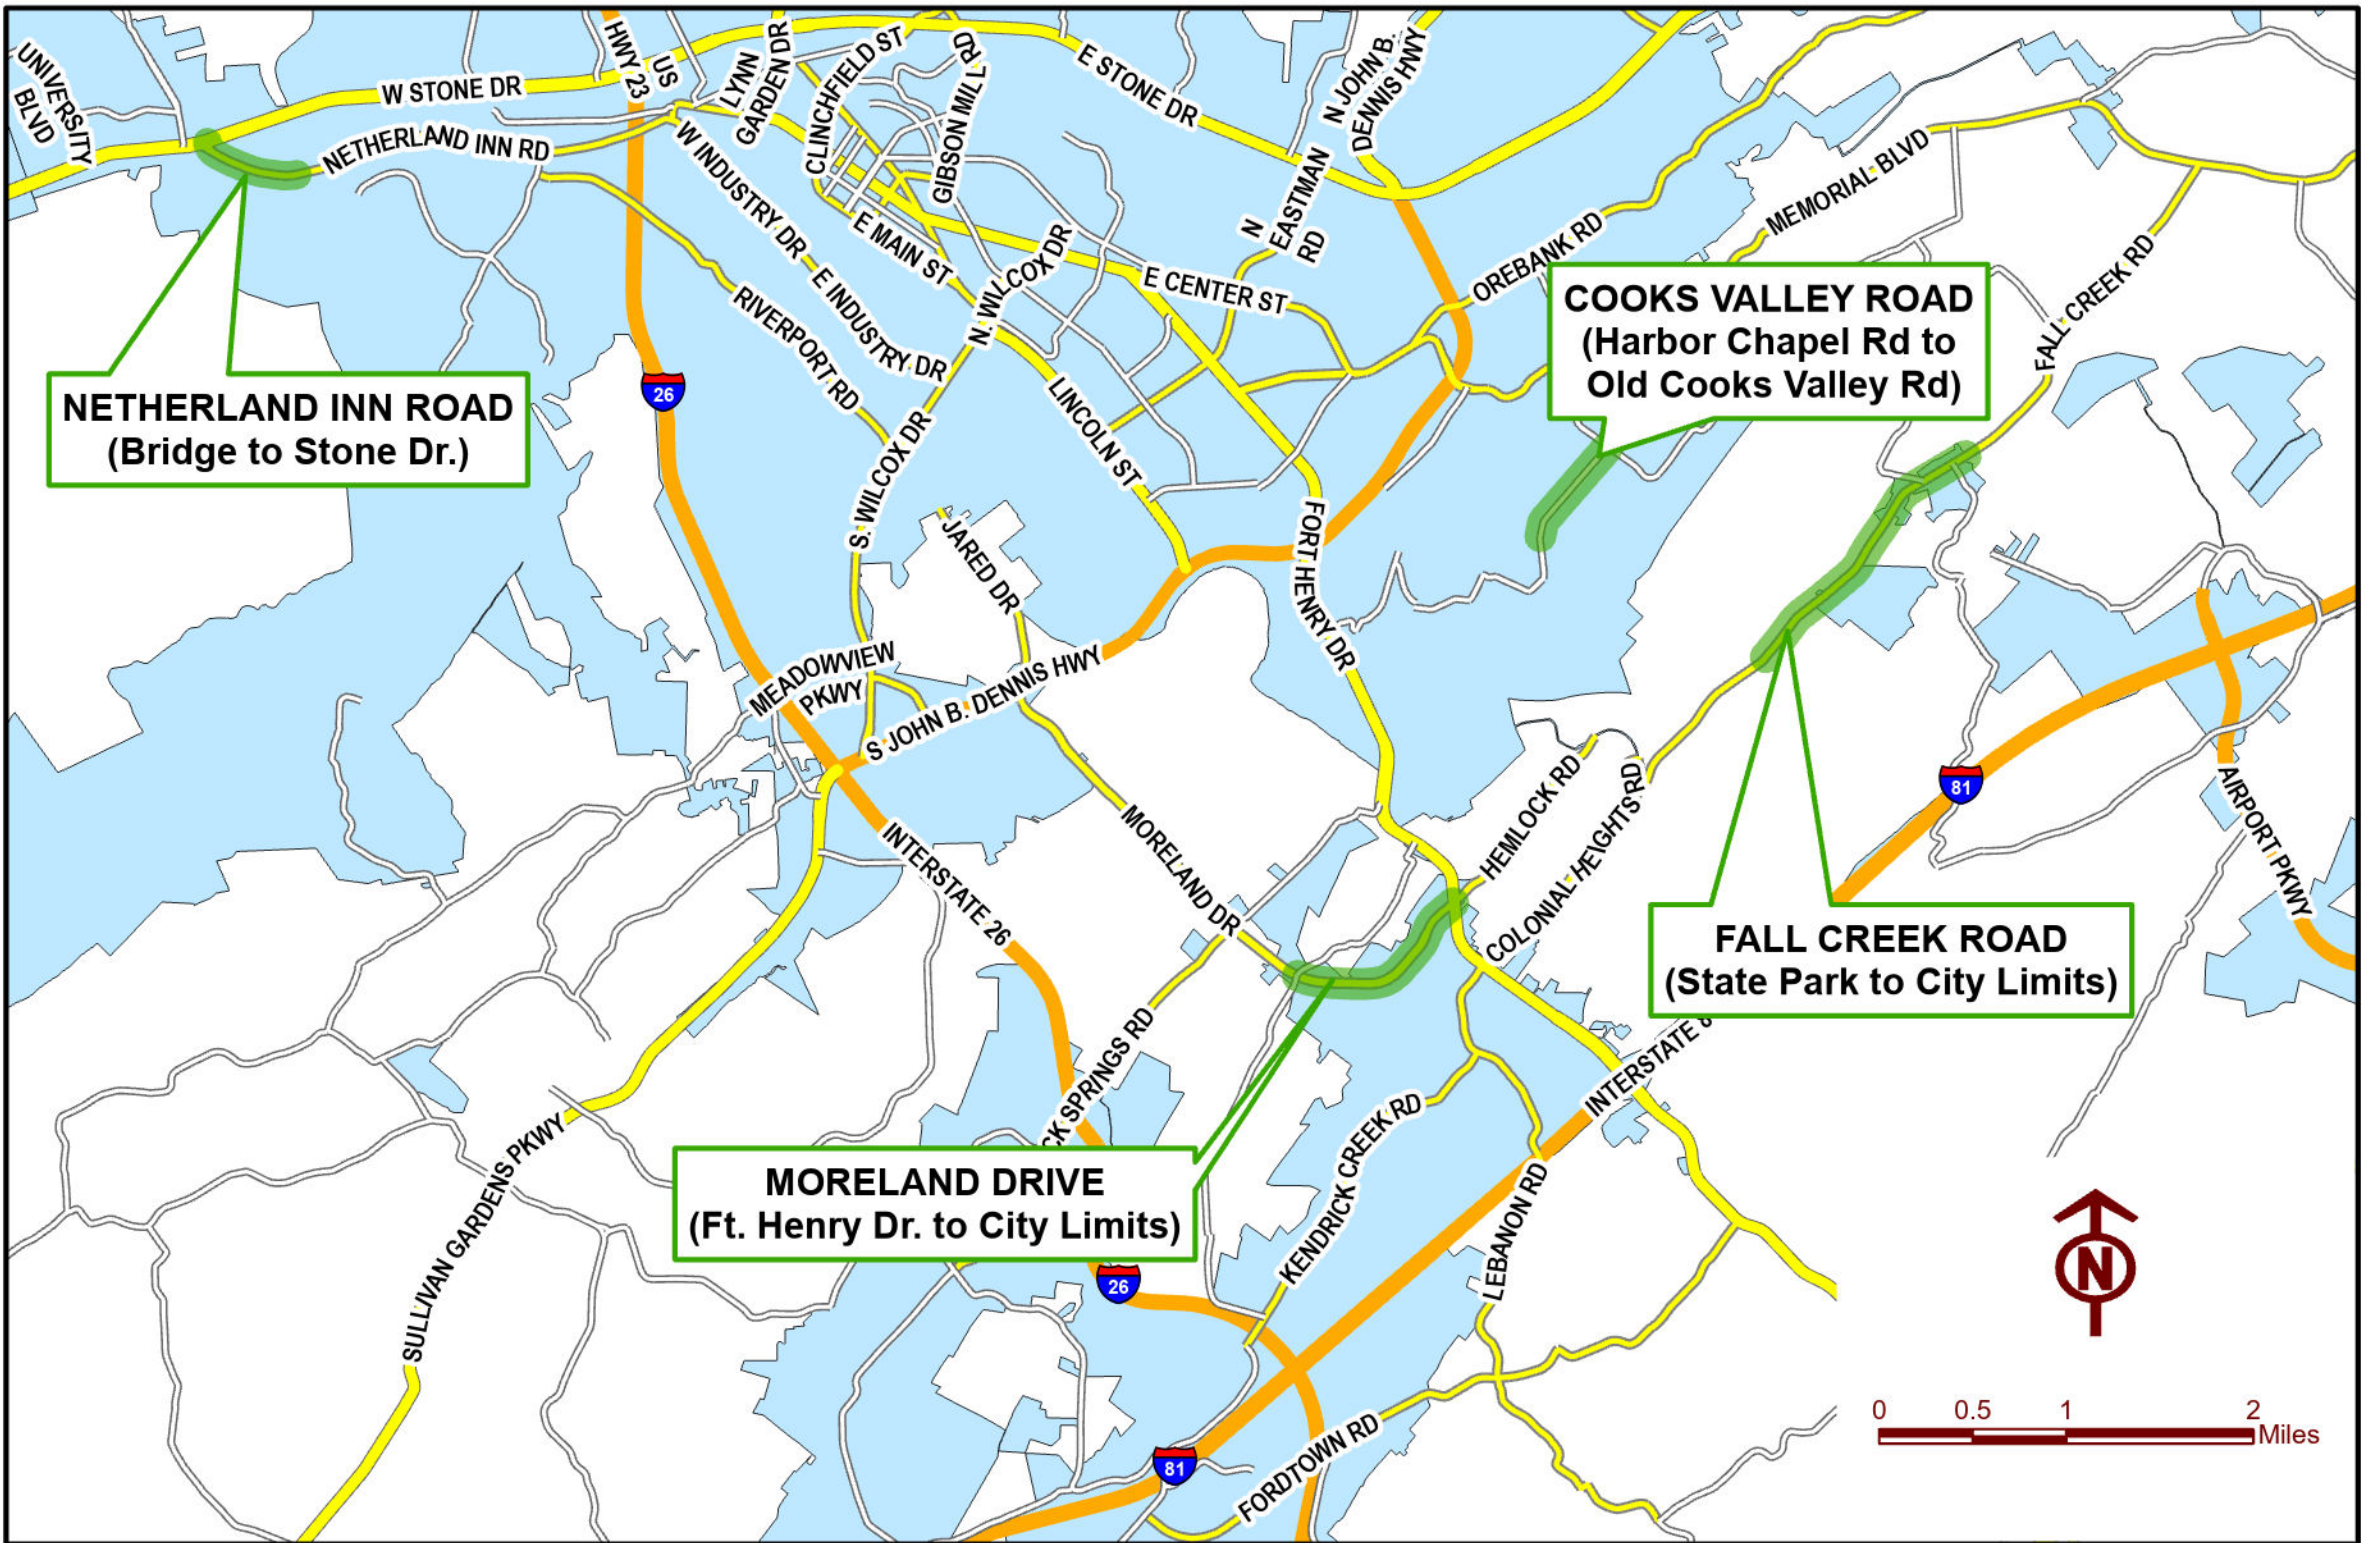 UNIVERSITY
BLVD
W STONE DR
HWY 23
US
LYNN
GARDEN DR
CLINCHFIELD ST
GIBSON MILL RD
E STONE DR
N JOHN B.
DENNIS HWY
NETHERLAND INN RD
W INDUSTRY DR
E INDUSTRY DR
E MAIN ST
N. WILCOX DR
E CENTER ST
N
EASTMAN
RD
OREBANK RD
MEMORIAL BLVD
FALL CREEK RD
RIVERPORT RD
COOKS VALLEY ROAD
(Harbor Chapel Rd to
Old Cooks Valley Rd)
NETHERLAND INN ROAD
(Bridge to Stone Dr.)
26
LINCOLN ST
S. WILCOX DR
FORT HENRY DR
JARED DR
MEADOWVIEW
PKWY
S JOHN B. DENNIS HWY
HEMLOCK RD
COLONIAL HEIGHTS RD
81
AIRPORT PKWY
INTERSTATE 26
MORELAND DR
FALL CREEK ROAD
(State Park to City Limits)
CK SPRINGS RD
INTERSTATE 8
KENDRICK CREEK RD
SULLIVAN GARDENS PKWY
MORELAND DRIVE
(Ft. Henry Dr. to City Limits)
LEBANON RD
26
N
FORDTOWN RD
81
0 0.5 1 2
Miles